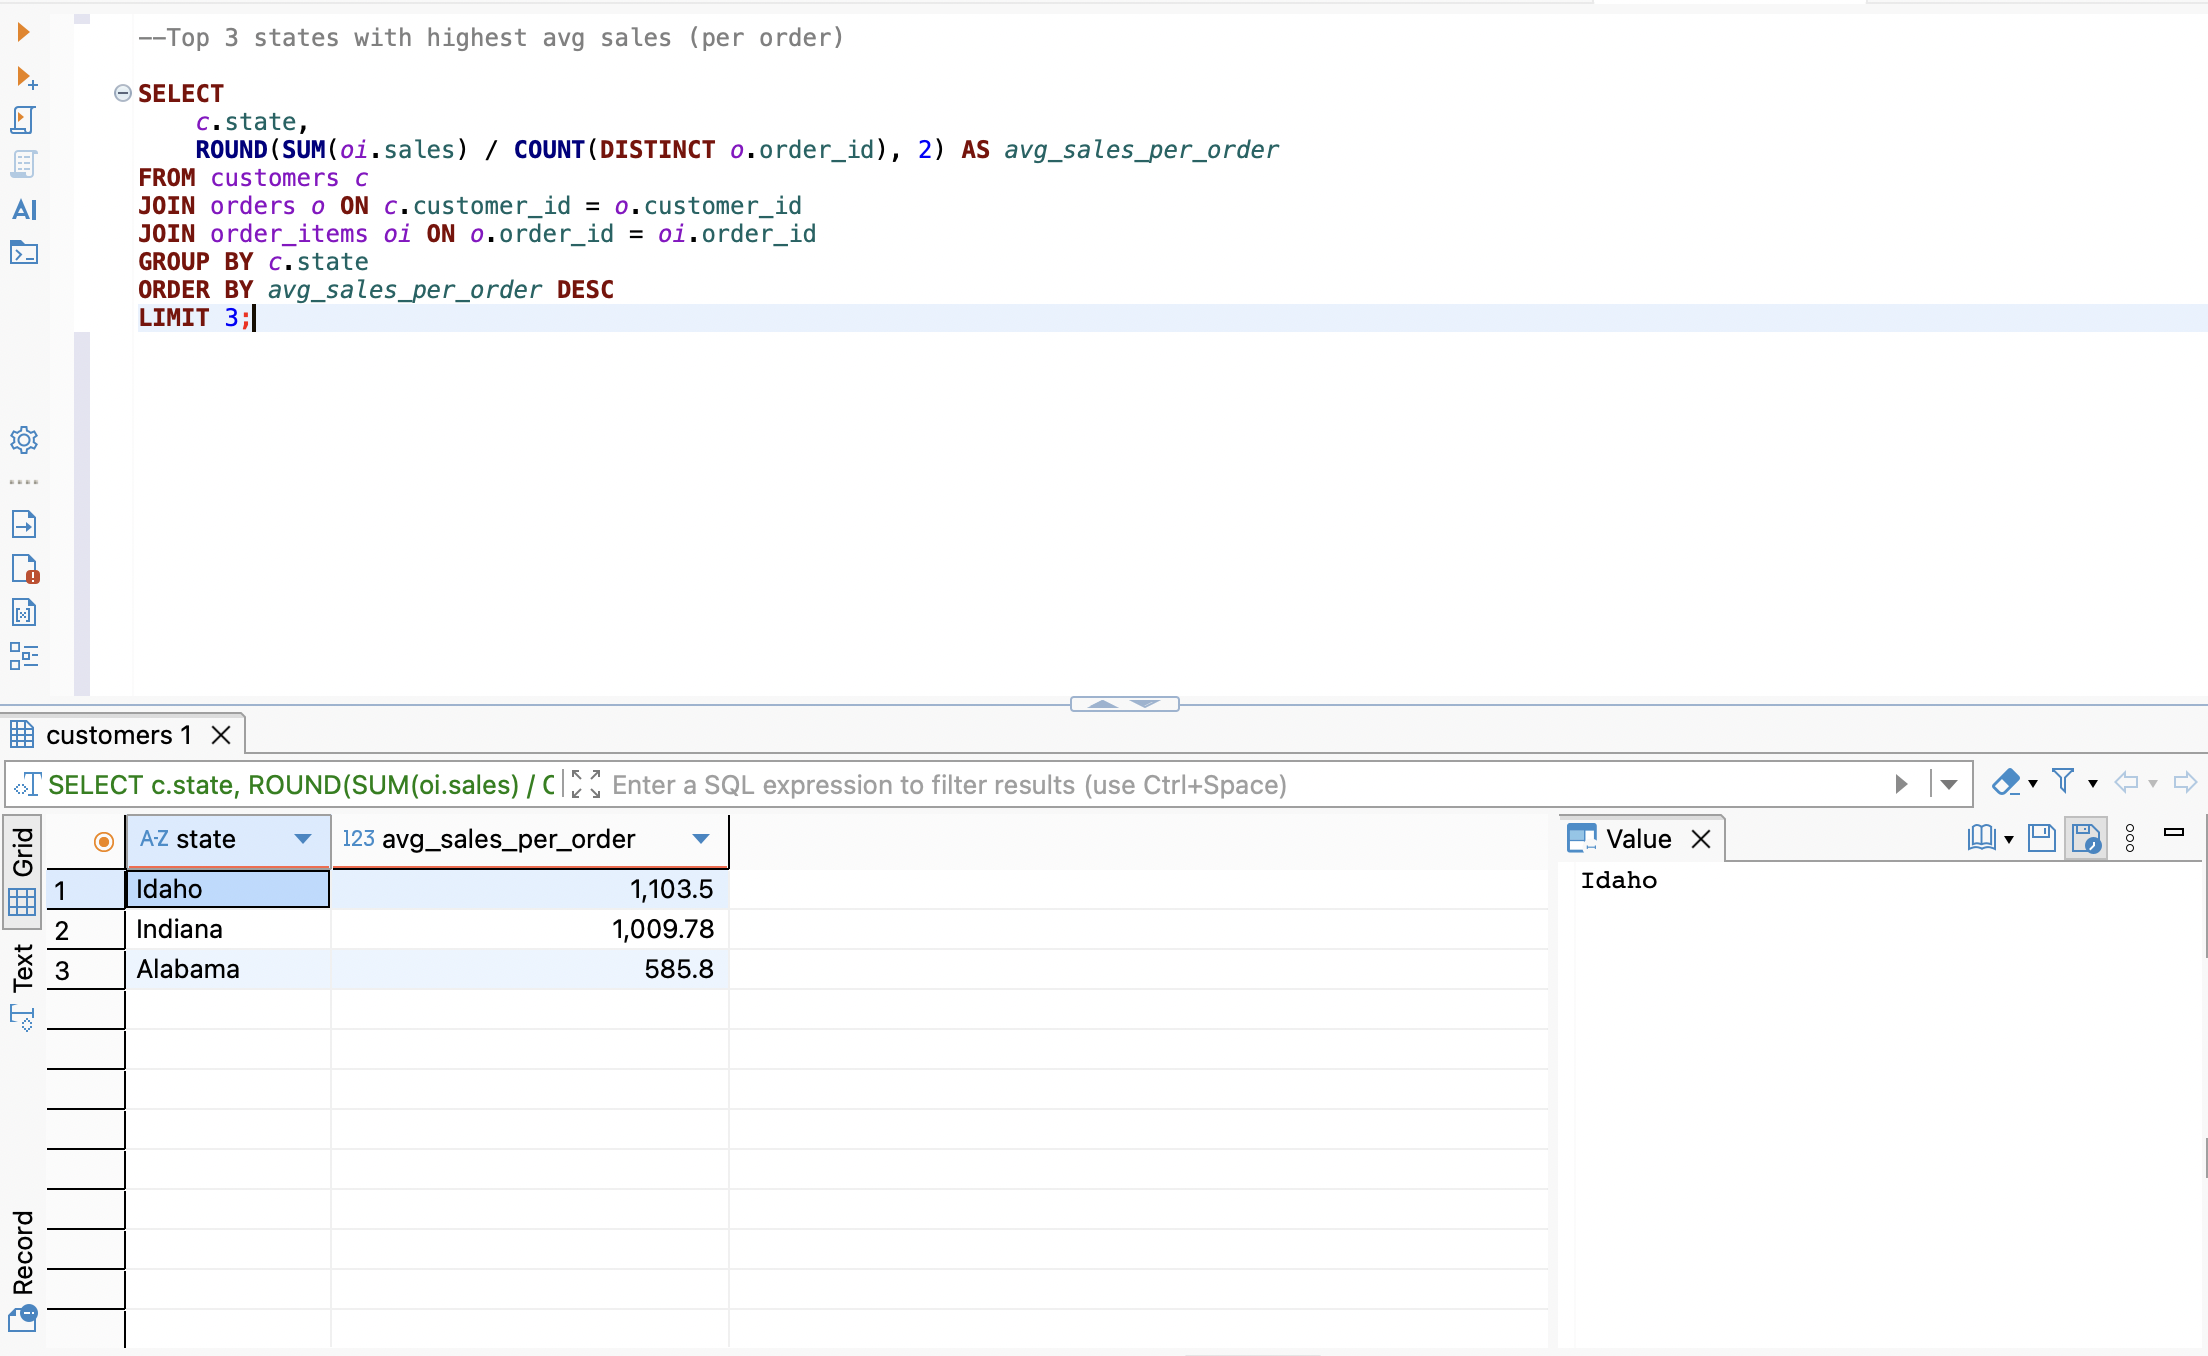 --Top 3 states with highest avg sales (per order)
SELECT
c.state,
ROUND(SUM(oi.sales) / COUNT(DISTINCT o.order_id), 2) AS avg_sales_per_order
FROM customers c
JOIN orders o ON c.customer_id = o.customer_id
JOIN order_items oi ON o.order_id = oi.order_id
GROUP BY c.state
ORDER BY avg_sales_per_order DESC
LIMIT 3;
AI
customers 1
SELECT c.state, ROUND(SUM(oi.sales) / C
Enter a SQL expression to filter results (use Ctrl+Space)
Grid
Text
Record
A-Z state 123 avg_sales_per_order
1 Idaho 1,103.5
2 Indiana 1,009.78
3 Alabama 585.8
Value
Idaho